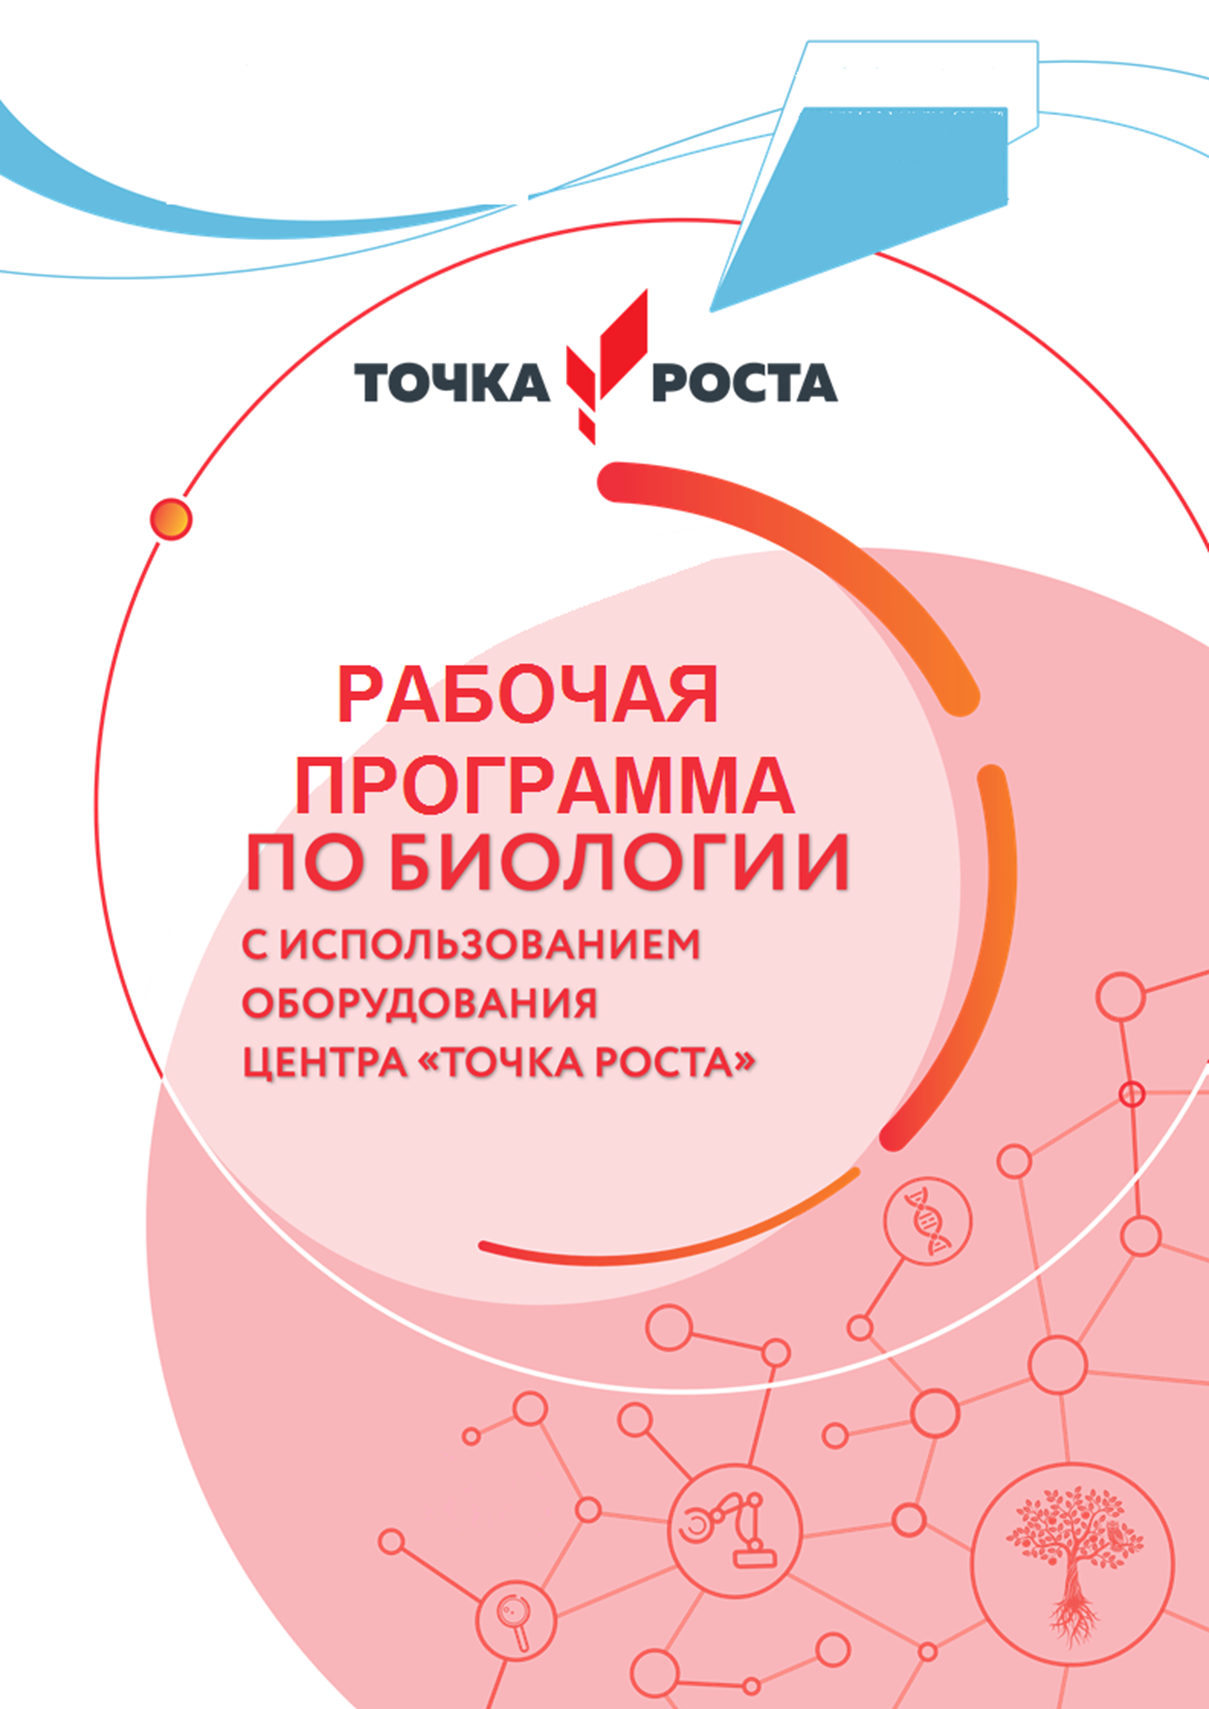 ТОЧКА РОСТА
РАБОЧАЯ
ПРОГРАММА
ПО БИОЛОГИИ
С ИСПОЛЬЗОВАНИЕМ
ОБОРУДОВАНИЯ
ЦЕНТРА «ТОЧКА РОСТА»